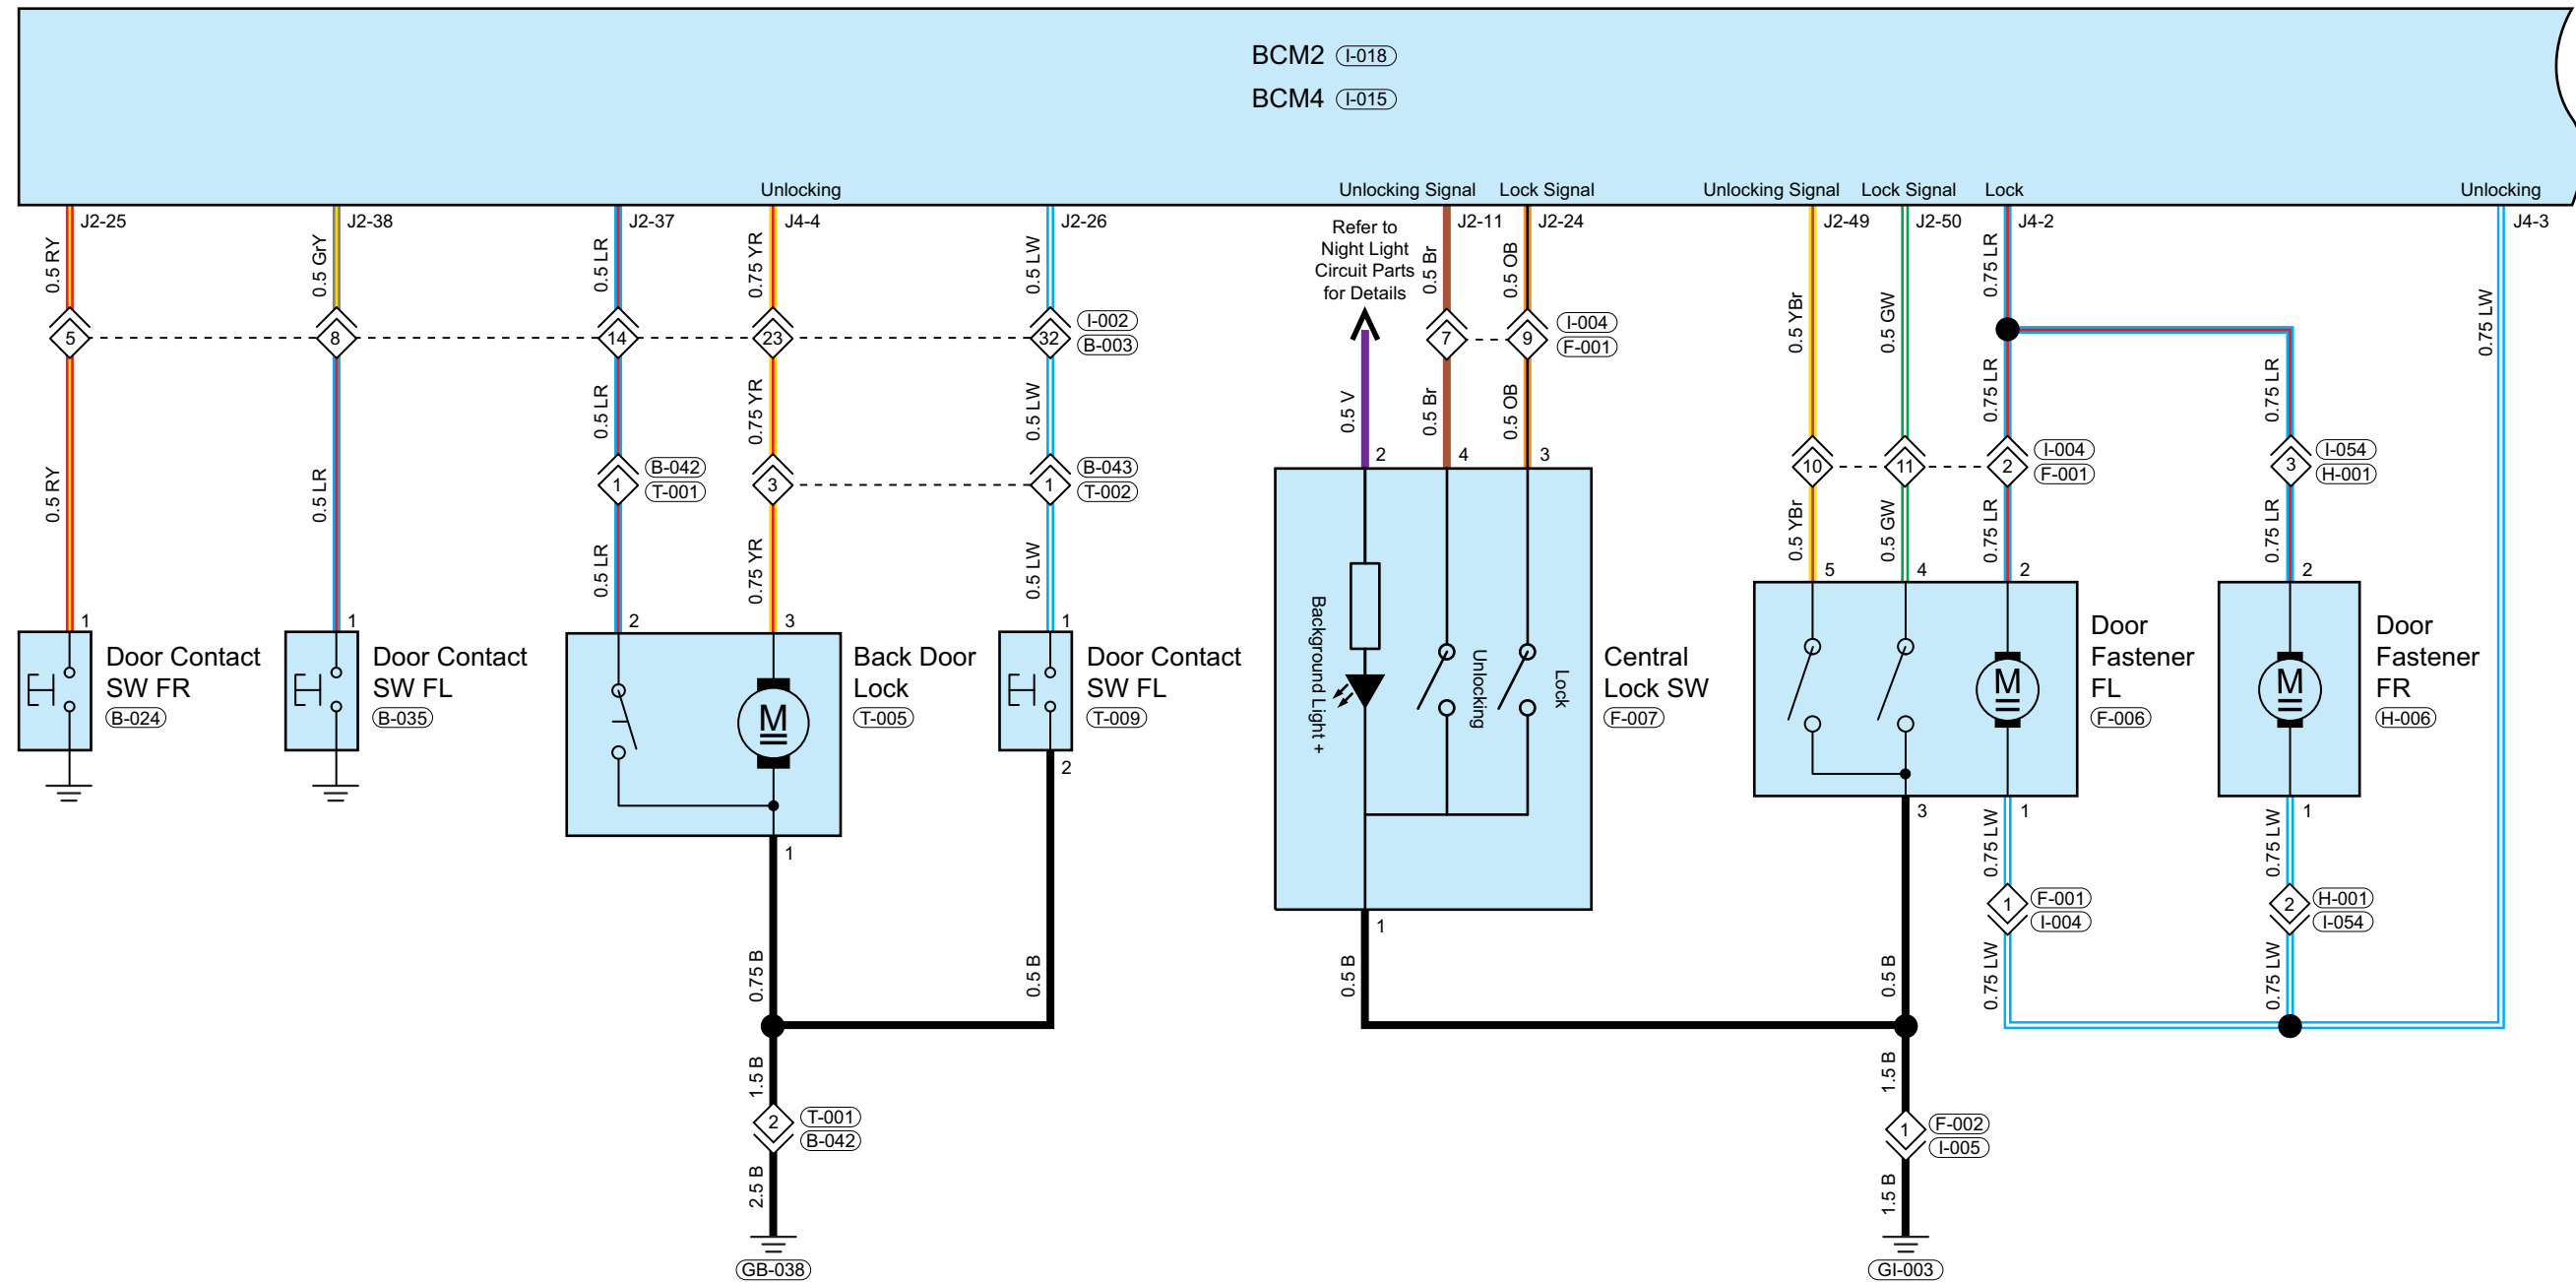 BCM2 I-018
BCM4 I-015
Unlocking
Unlocking Signal Lock Signal
Unlocking Signal Lock Signal Lock
Unlocking
J2-25
J2-38
J2-37
J4-4
J2-26
J2-11
J2-24
J2-49
J2-50
J4-2
J4-3
Refer to
Night Light
Circuit Parts
for Details
0.5 RY
0.5 GrY
0.5 LR
0.75 YR
0.5 LW
0.5 Br
0.5 OB
0.5 YBr
0.5 GW
0.75 LR
0.75 LW
5
8
14
23
32
I-002
B-003
7
9
I-004
F-001
0.5 RY
0.5 LR
0.5 LR
0.75 YR
0.5 LW
0.5 V
0.5 Br
0.5 OB
0.75 LR
0.75 LR
1
B-042
T-001
3
1
B-043
T-002
10
11
2
I-004
F-001
3
I-054
H-001
0.5 LR
0.75 YR
0.5 LW
0.5 YBr
0.5 GW
0.75 LR
0.75 LR
2
4
3
5
4
2
2
1
1
2
3
1
Door Contact
SW FR
B-024
Door Contact
SW FL
B-035
Back Door
Lock
T-005
M
Door Contact
SW FL
T-009
Background Light +
Unlocking
Lock
Central
Lock SW
F-007
M
Door
Fastener
FL
F-006
M
Door
Fastener
FR
H-006
2
1
1
3
1
1
0.75 LW
0.75 LW
1
F-001
I-004
2
H-001
I-054
0.75 B
0.5 B
0.5 B
0.5 B
0.75 LW
0.75 LW
1.5 B
1.5 B
2
T-001
B-042
1
F-002
I-005
2.5 B
1.5 B
GB-038
GI-003